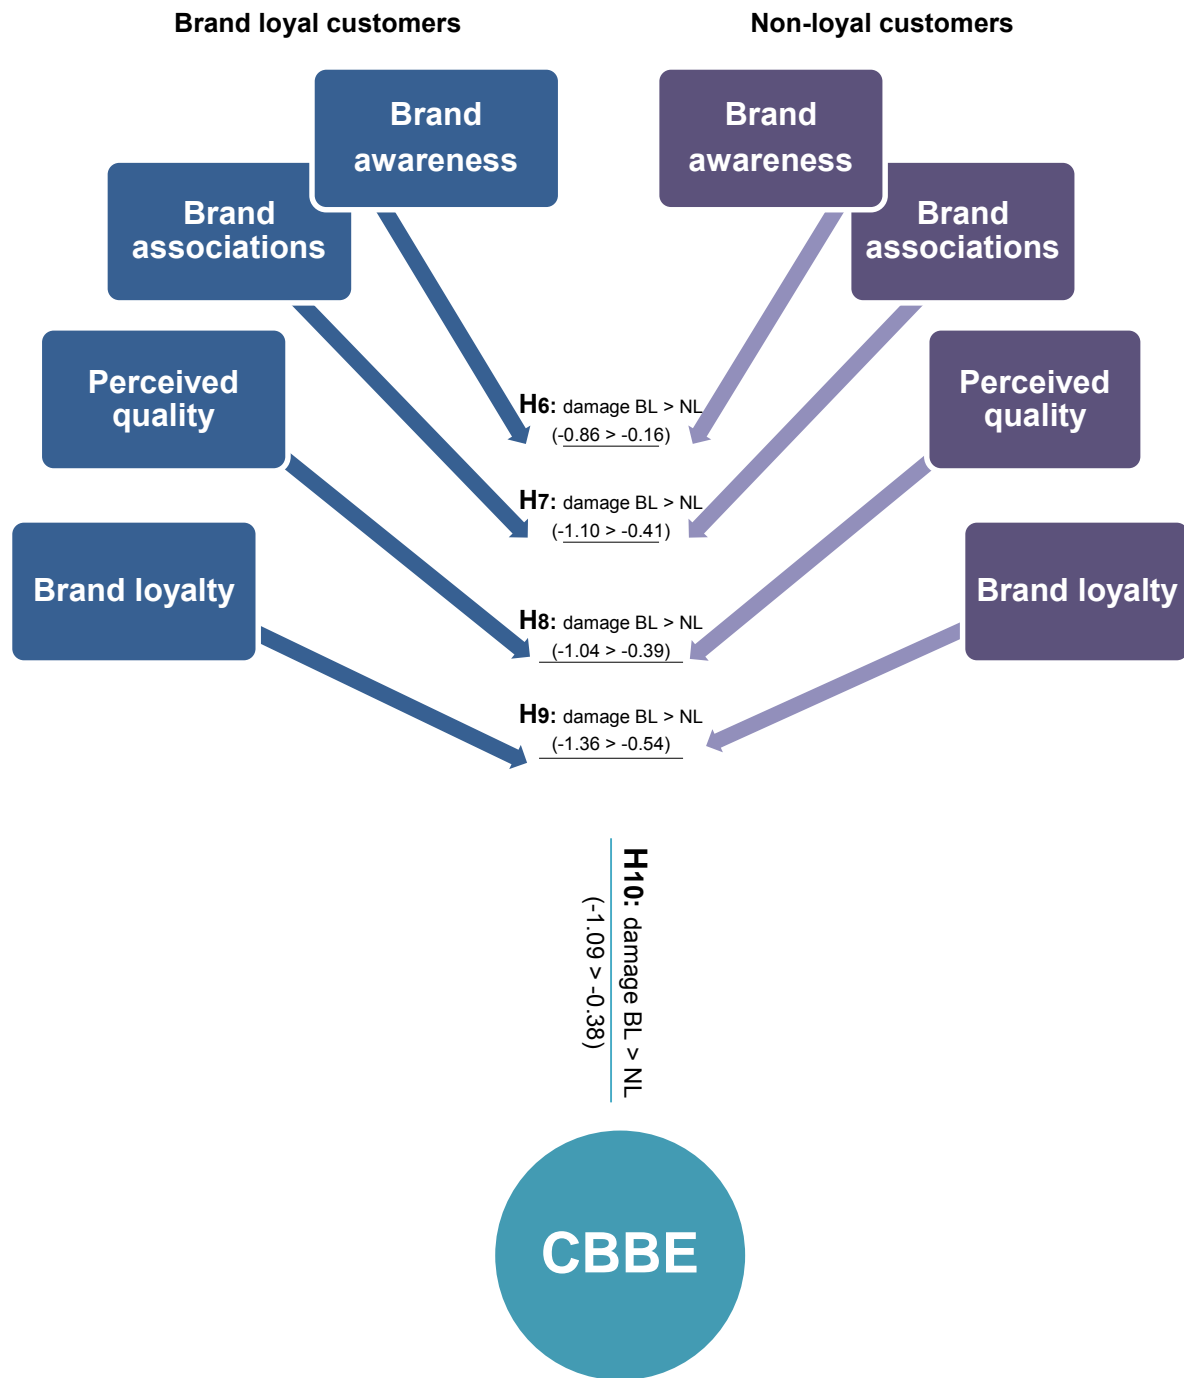 Brand loyal customers
Non-loyal customers
Brand
awareness
Brand
awareness
Brand
associations
Brand
associations
Perceived
quality
Perceived
quality
Brand loyalty
Brand loyalty
H6: damage BL > NL
(-0.86 > -0.16)
H7: damage BL > NL
(-1.10 > -0.41)
H8: damage BL > NL
(-1.04 > -0.39)
H9: damage BL > NL
(-1.36 > -0.54)
H10: damage BL > NL
(-1.09 > -0.38)
CBBE